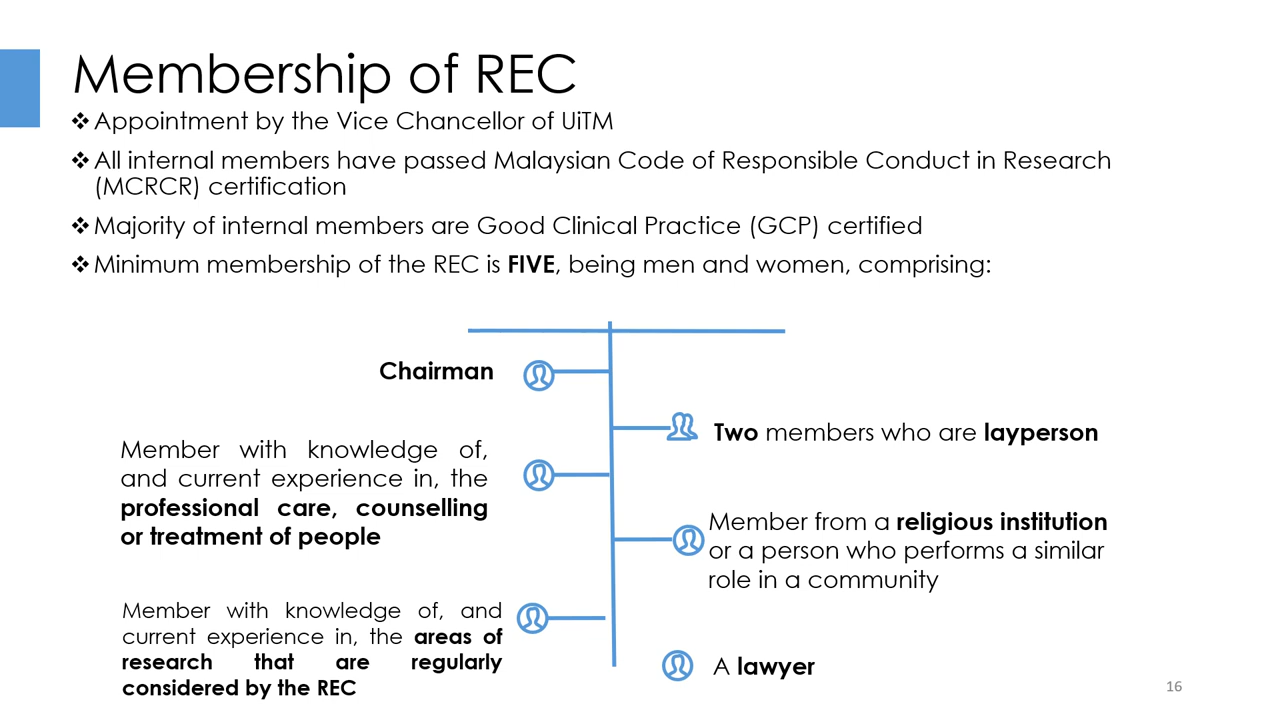 Membership of REC
❖Appointment by the Vice Chancellor of UiTM
❖All internal members have passed Malaysian Code of Responsible Conduct in Research
(MCRCR) certification
❖Majority of internal members are Good Clinical Practice (GCP) certified
❖Minimum membership of the REC is FIVE, being men and women, comprising:
Chairman
Two members who are layperson
Member with knowledge of,
and current experience in, the
professional care, counselling
or treatment of people
Member from a religious institution
or a person who performs a similar
role in a community
Member with knowledge of, and
current experience in, the areas of
research that are regularly
considered by the REC
A lawyer
16